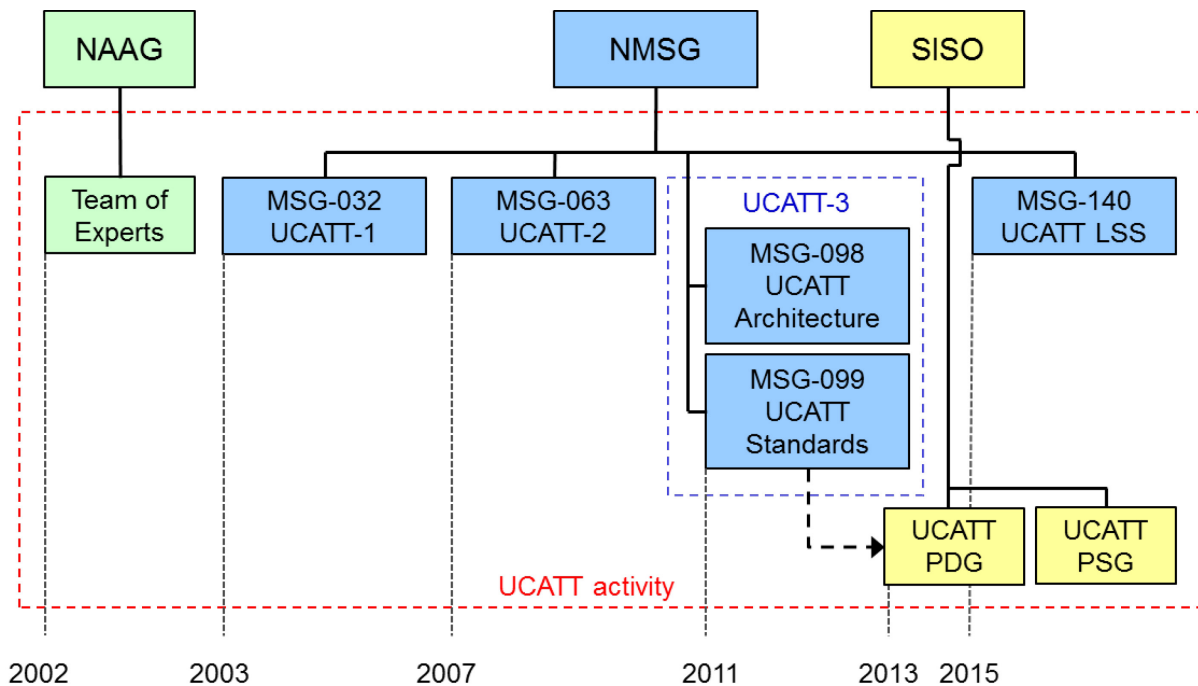 NAAG
NMSG
SISO
Team of
Experts
MSG-032
UCATT-1
MSG-063
UCATT-2
UCATT-3
MSG-098
UCATT
Architecture
MSG-099
UCATT
Standards
MSG-140
UCATT LSS
UCATT
PDG
UCATT
PSG
UCATT activity
2002
2003
2007
2011
2013
2015